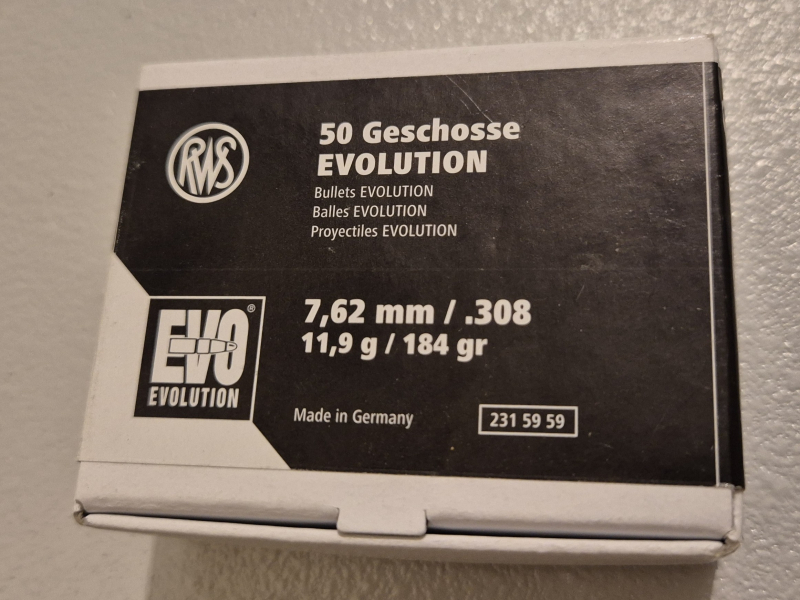 RWS
50 Geschosse
EVOLUTION
Bullets EVOLUTION
Balles EVOLUTION
Proyectiles EVOLUTION
EVO®
EVOLUTION
7,62 mm / .308
11,9 g / 184 gr
Made in Germany
231 59 59